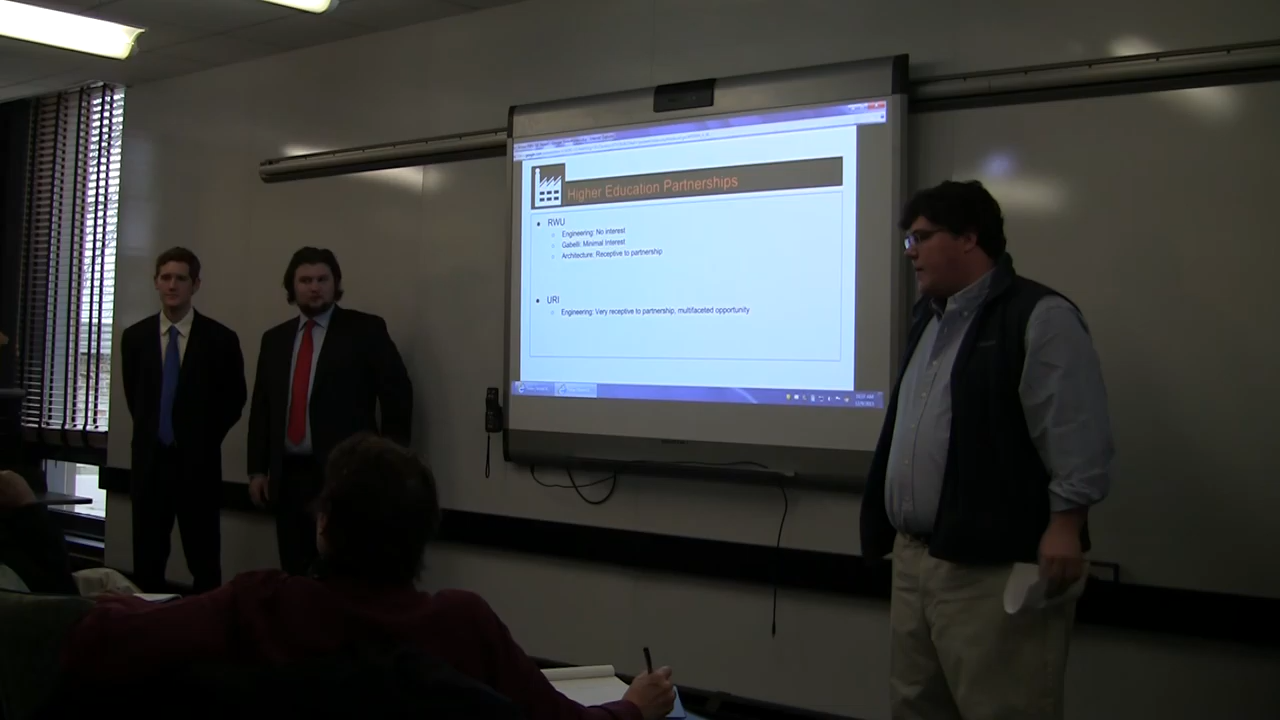 Higher Education Partnerships
RWU
Engineering: No interest
Gabelli: Minimal Interest
Architecture: Receptive to partnership
URI
Engineering: Very receptive to partnership, multifaceted opportunity